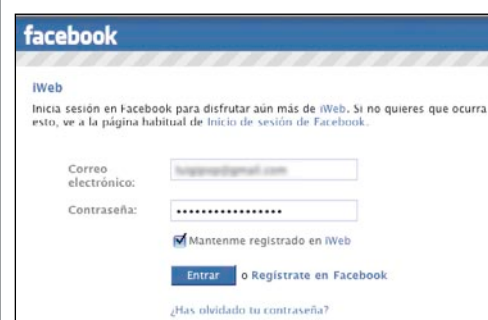 facebook
iWeb
Inicia sesión en Facebook para disfrutar aún más de iWeb. Si no quieres que ocurra
esto, ve a la página habitual de Inicio de sesión de Facebook.
Correo
electrónico:
Contraseña:
•••••••••••••••••
Mantenme registrado en iWeb
Entrar o Regístrate en Facebook
¿Has olvidado tu contraseña?